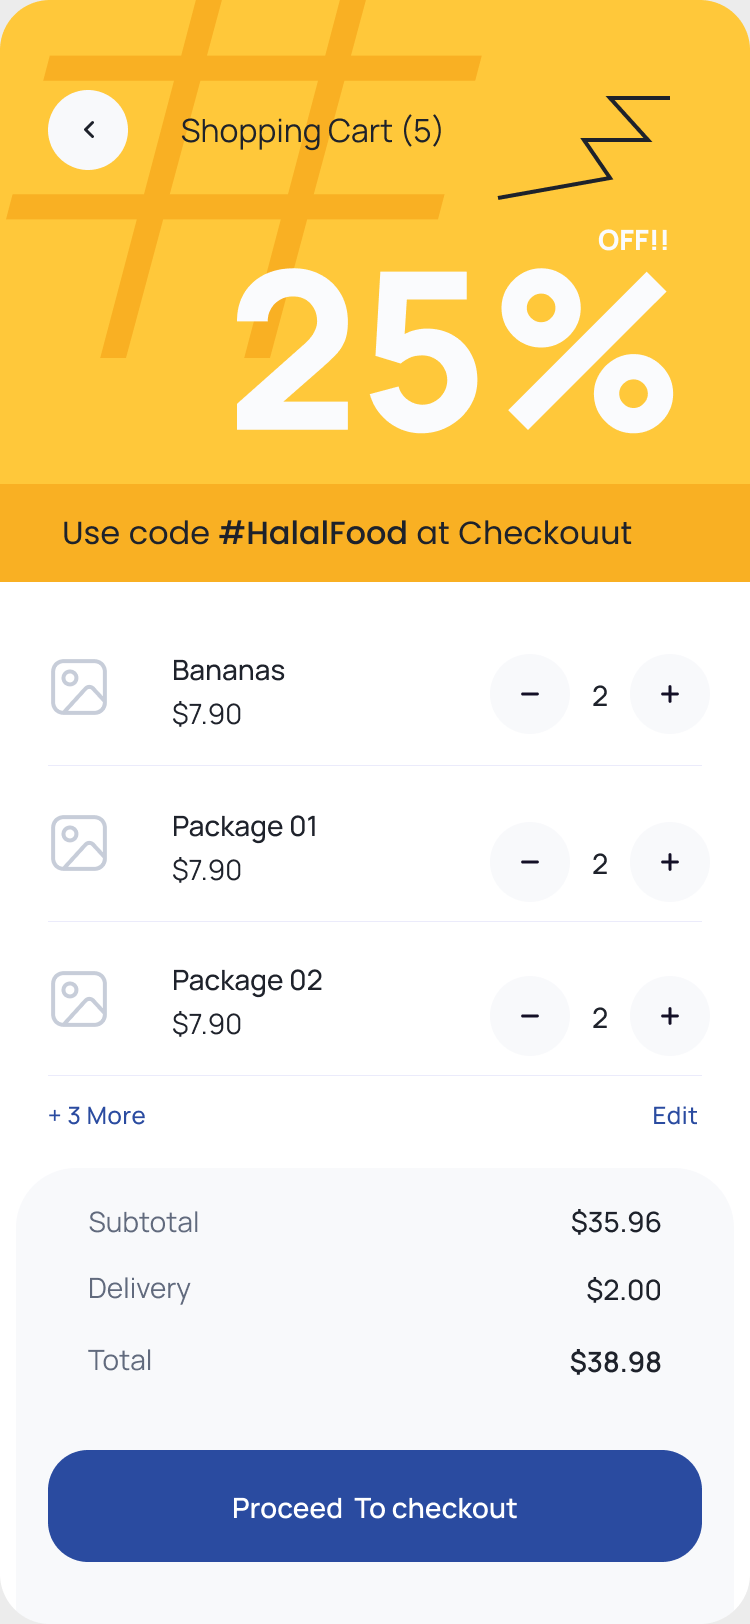 Shopping Cart (5)
OFF!!
25%
Use code #HalalFood at Checkouut
Bananas
$7.90
2
Package 01
$7.90
2
Package 02
$7.90
2
+ 3 More
Edit
Subtotal
$35.96
Delivery
$2.00
Total
$38.98
Proceed To checkout